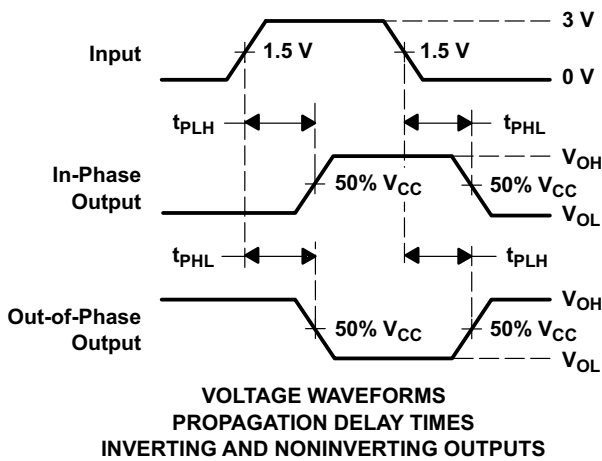 3 V
Input
1.5 V
1.5 V
0 V
tPLH
tPHL
In-Phase
Output
VOH
50% VCC
50% VCC
VOL
tPHL
tPLH
Out-of-Phase
Output
VOH
50% VCC
50% VCC
VOL
VOLTAGE WAVEFORMS
PROPAGATION DELAY TIMES
INVERTING AND NONINVERTING OUTPUTS